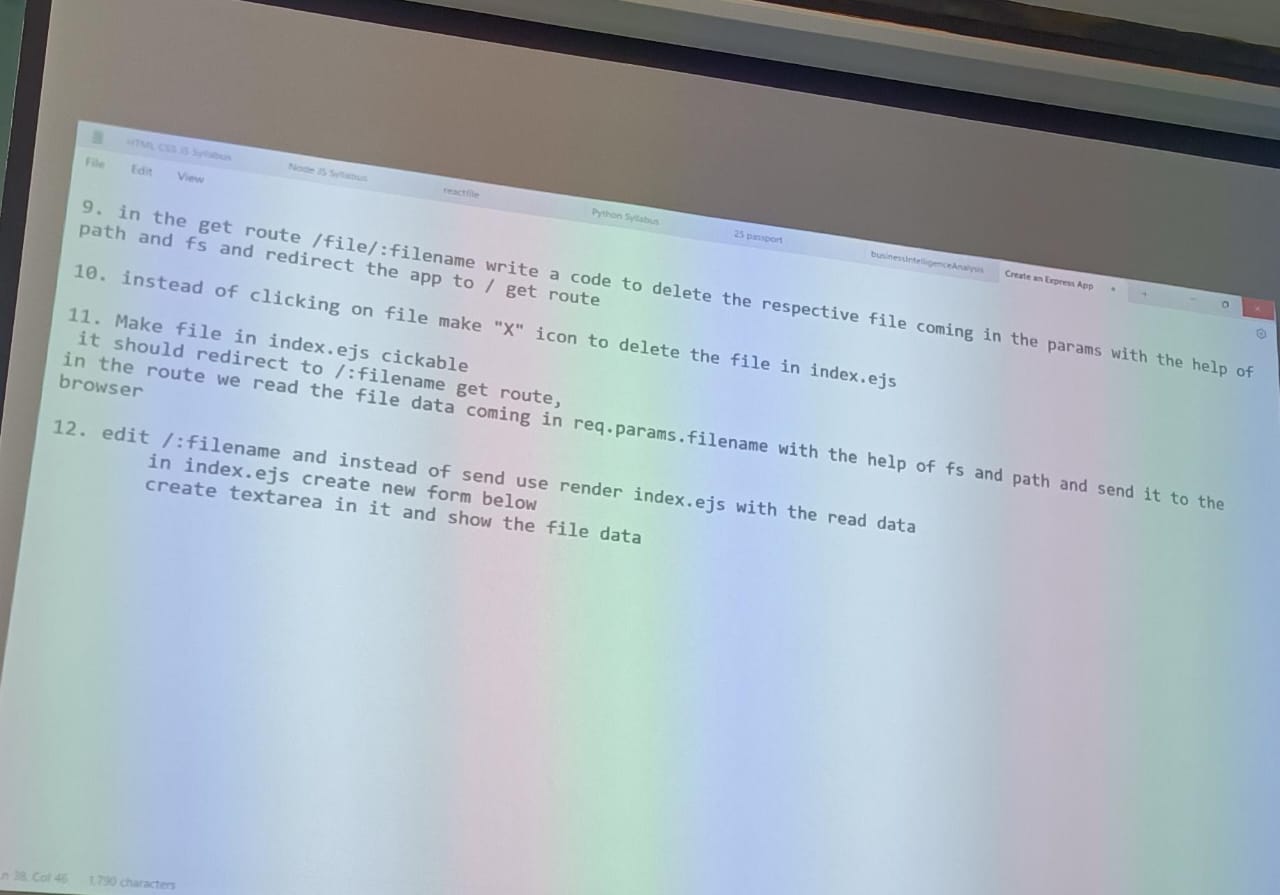 HTML CSS JS Syllabus
Node JS Syllabus
reactfile
Python Syllabus
25 passport
businessIntelligenceAnalysis
Create an Express App
File Edit View
9. in the get route /file/:filename write a code to delete the respective file coming in the params with the help of
path and fs and redirect the app to / get route
10. instead of clicking on file make "X" icon to delete the file in index.ejs
11. Make file in index.ejs cickable
it should redirect to /:filename get route,
in the route we read the file data coming in req.params.filename with the help of fs and path and send it to the
browser
12. edit /:filename and instead of send use render index.ejs with the read data
in index.ejs create new form below
create textarea in it and show the file data
n 38, Col 46 1,790 characters